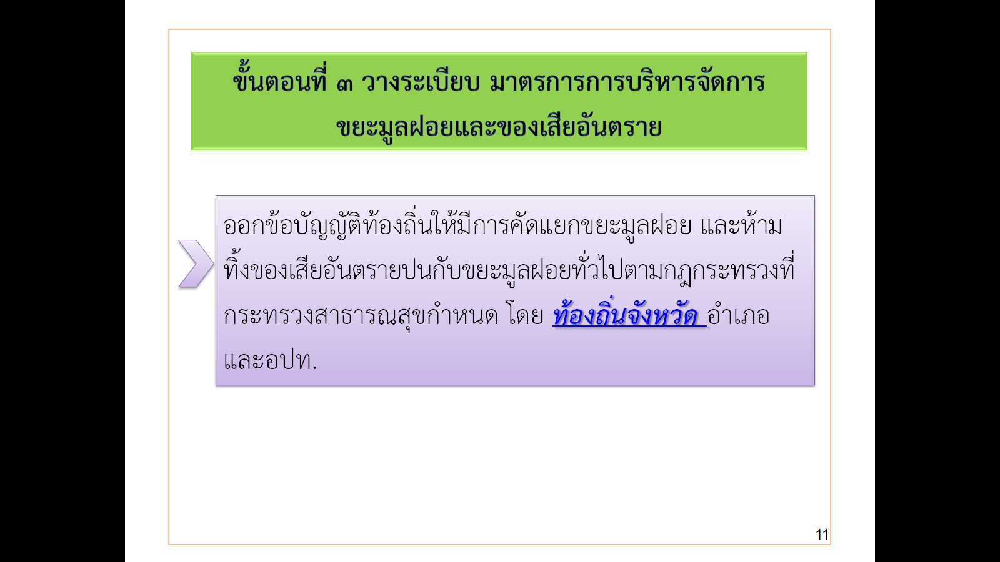 ขั้นตอนที่ ๓ วางระเบียบ มาตรการการบริหารจัดการ
ขยะมูลฝอยและของเสียอันตราย
ออกข้อบัญญัติท้องถิ่นให้มีการคัดแยกขยะมูลฝอย และห้าม
ทิ้งของเสียอันตรายปนกับขยะมูลฝอยทั่วไปตามกฎกระทรวงที่
กระทรวงสาธารณสุขกำหนด โดย ท้องถิ่นจังหวัด อำเภอ
และอปท.
11